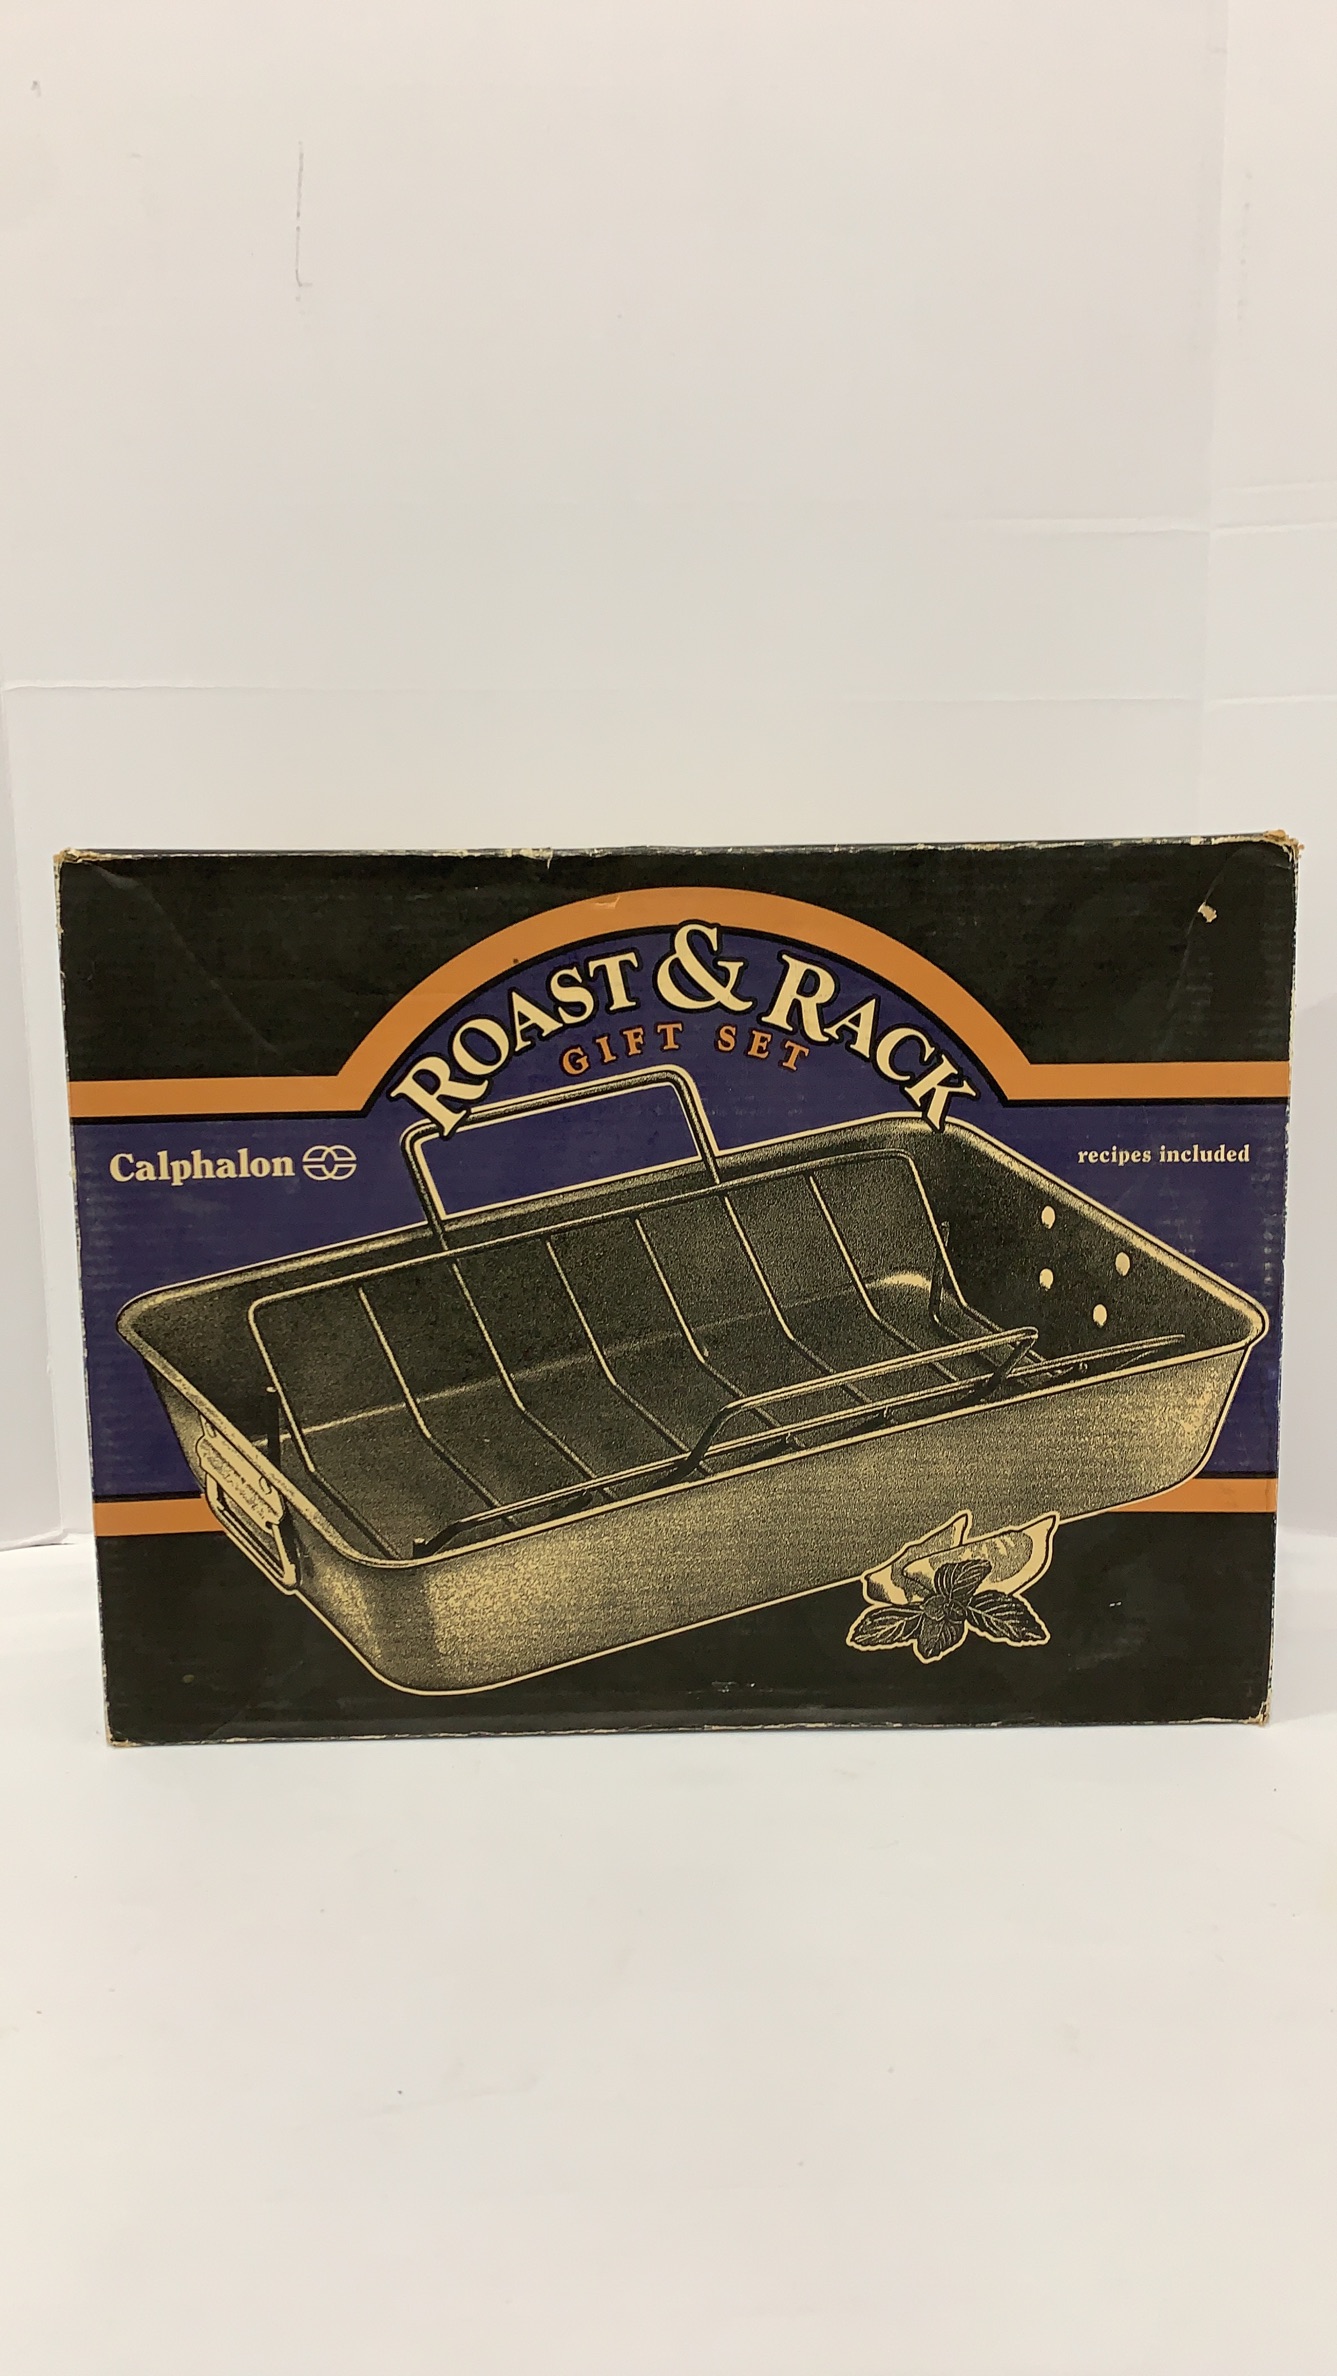 ROAST & RACK
GIFT SET
Calphalon
recipes included